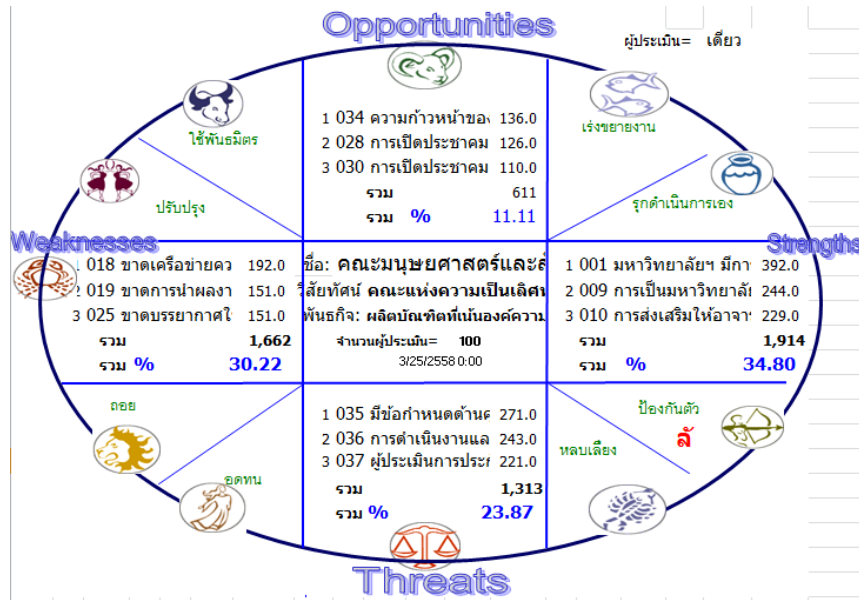 Opportunities
ผู้ประเมิน= เดี่ยว
1 034 ความก้าวหน้าของ 136.0
2 028 การเปิดประชาคม 126.0
3 030 การเปิดประชาคม 110.0
รวม 611
รวม % 11.11
ใช้พันธมิตร
ปรับปรุง
เร่งขยายงาน
รุกดำเนินการเอง
Weaknesses
018 ขาดเครือข่ายคว 192.0
2 019 ขาดการนำผลงา 151.0
3 025 ขาดบรรยากาศใ 151.0
รวม 1,662
รวม % 30.22
ชื่อ: คณะมนุษยศาสตร์และสั
วิสัยทัศน์ คณะแห่งความเป็นเลิศท
พันธกิจ: ผลิตบัณฑิตที่เน้นองค์ความ
จำนวนผู้ประเมิน= 100
3/25/2558 0:00
Strengths
1 001 มหาวิทยาลัยฯ มีกา 392.0
2 009 การเป็นมหาวิทยาลั 244.0
3 010 การส่งเสริมให้อาจา 229.0
รวม 1,914
รวม % 34.80
ถอย
อดทน
1 035 มีข้อกำหนดด้าน 271.0
2 036 การดำเนินงานแล 243.0
3 037 ผู้ประเมินการประ 221.0
รวม 1,313
รวม % 23.87
ป้องกันตัว
ลั
หลบเลี่ยง
Threats